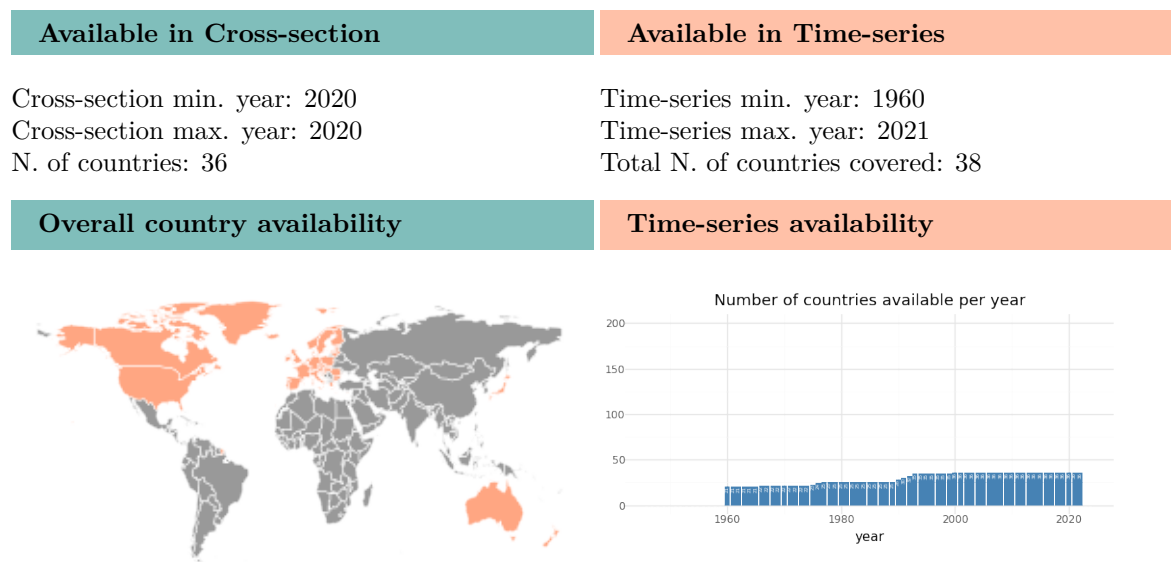 Available in Cross-section
Cross-section min. year: 2020
Cross-section max. year: 2020
N. of countries: 36
Available in Time-series
Time-series min. year: 1960
Time-series max. year: 2021
Total N. of countries covered: 38
Overall country availability
Time-series availability
Number of countries available per year
200
150
100
50
0
1960
1980
2000
2020
year